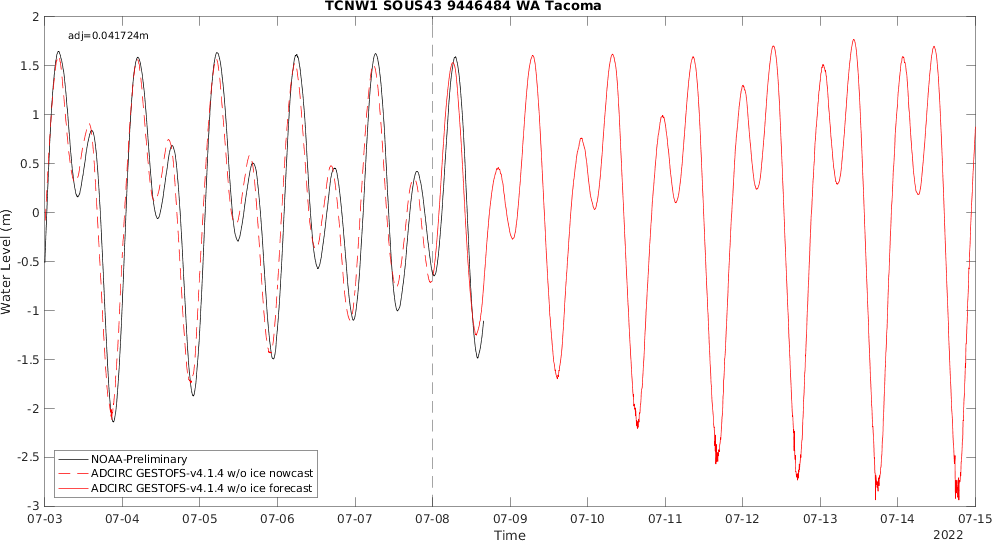 TCNW1 SOUS43 9446484 WA Tacoma
adj=0.041724m
2
1.5
1
0.5
0
-0.5
-1
-1.5
-2
-2.5
-3
Water Level (m)
NOAA-Preliminary
ADCIRC GESTOFS-v4.1.4 w/o ice nowcast
ADCIRC GESTOFS-v4.1.4 w/o ice forecast
07-03 07-04 07-05 07-06 07-07 07-08 07-09 07-10 07-11 07-12 07-13 07-14 07-15
Time
2022